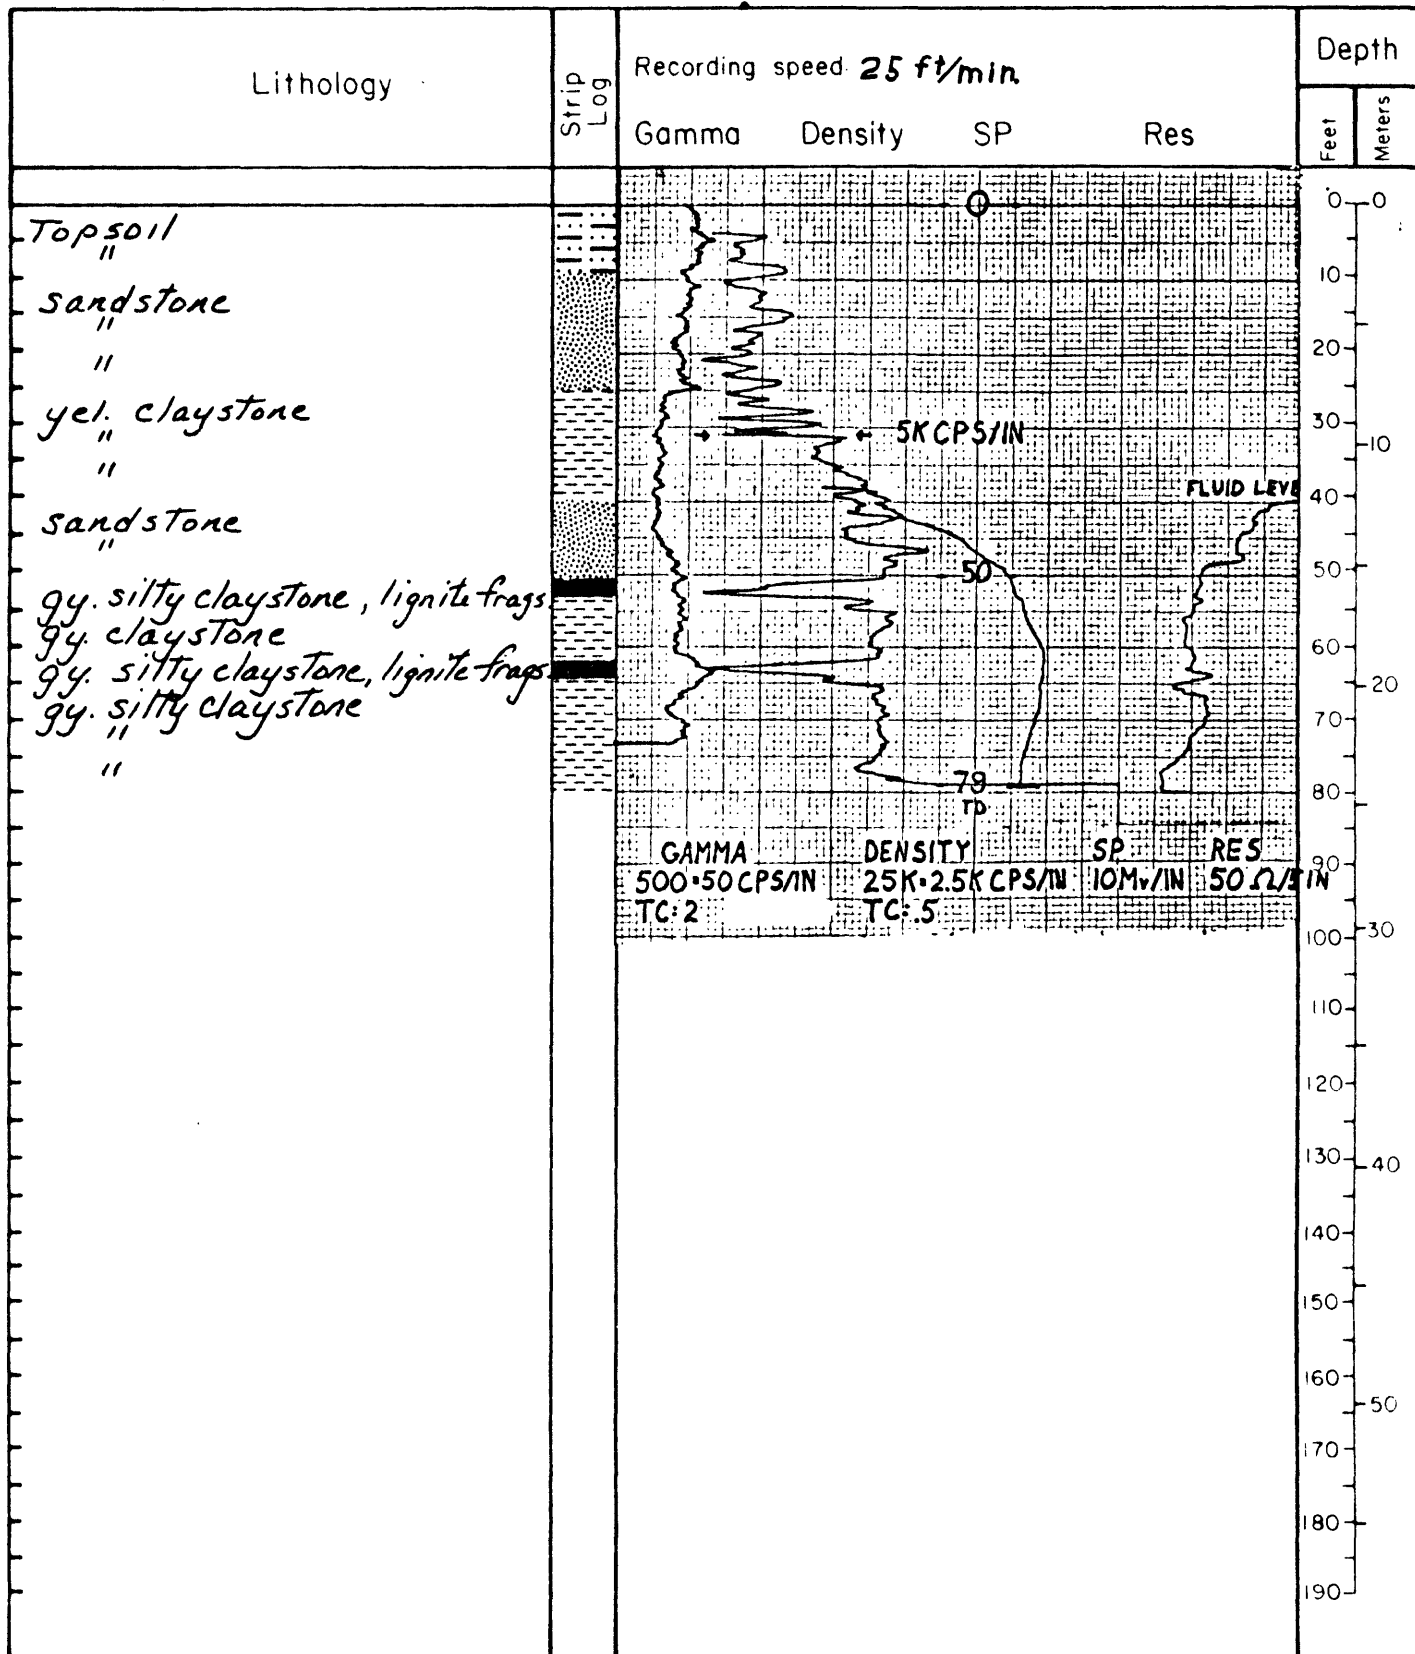 Lithology
Strip Log
Recording speed 25 ft/min.
Gamma Density SP Res
Depth
Feet
Meters
Topsoil
"
sandstone
"
"
yel. claystone
"
"
sandstone
"
gy. silty claystone, lignite frags.
gy. claystone
gy. silty claystone, lignite frags.
gy. silty claystone
"
"
0
5K CPS/IN
FLUID LEVE
50
79
TD
GAMMA DENSITY SP RES
500·50 CPS/IN 25K·2.5K CPS/IN 10Mv/IN 50 Ω/5 IN
TC: 2 TC: .5
0 0
10
20
30
10
40
50
60
20
70
80
90
30
100
110
120
130
40
140
150
160
50
170
180
190